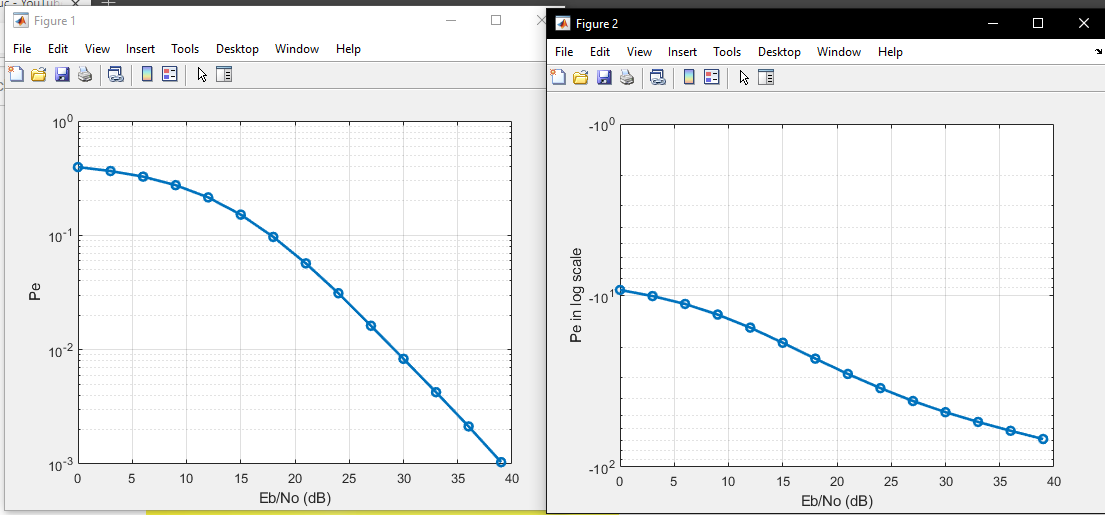 uc - YouTub
Figure 1
File Edit View Insert Tools Desktop Window Help
10^0
10^-1
10^-2
10^-3
Pe
0 5 10 15 20 25 30 35 40
Eb/No (dB)
Figure 2
File Edit View Insert Tools Desktop Window Help
-10^0
-10^1
-10^2
Pe in log scale
0 5 10 15 20 25 30 35 40
Eb/No (dB)